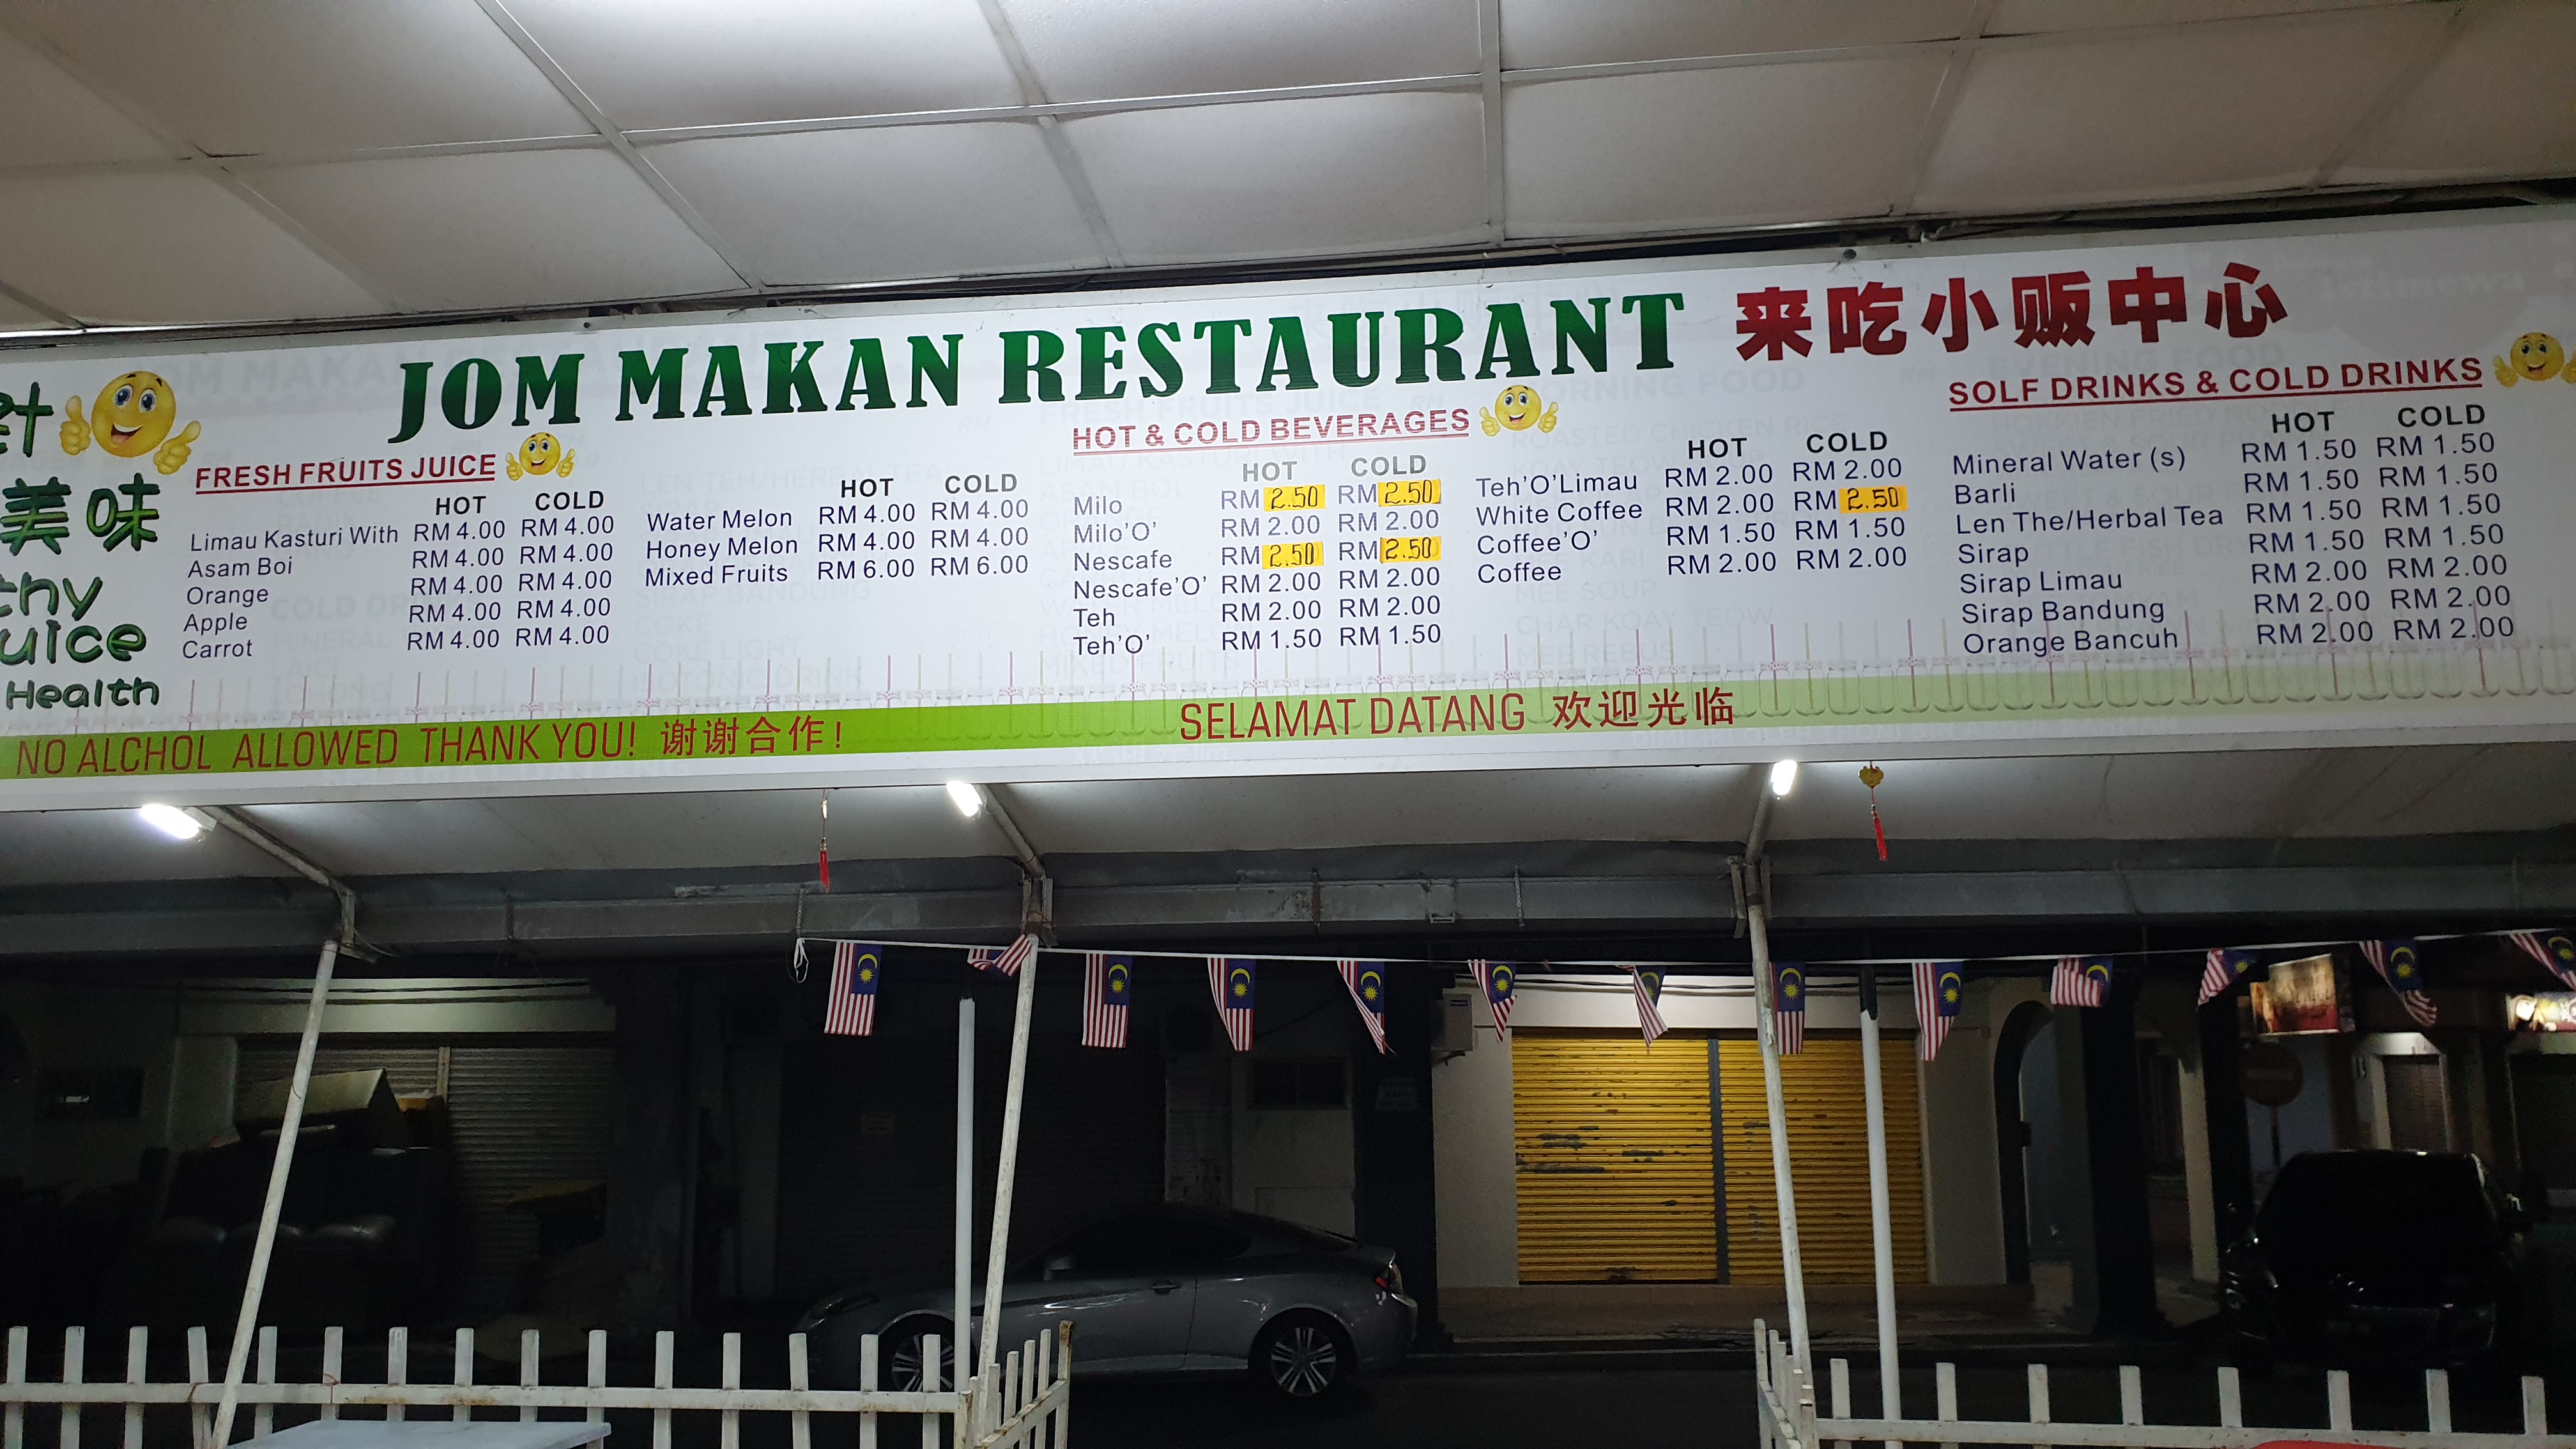 JOM MAKAN RESTAURANT 来吃小贩中心
美味
Health
FRESH FRUITS JUICE
HOT COLD
Limau Kasturi With RM 4.00 RM 4.00
Asam Boi RM 4.00 RM 4.00
Orange RM 4.00 RM 4.00
Apple RM 4.00 RM 4.00
Carrot RM 4.00 RM 4.00
HOT COLD
Water Melon RM 4.00 RM 4.00
Honey Melon RM 4.00 RM 4.00
Mixed Fruits RM 6.00 RM 6.00
HOT & COLD BEVERAGES
HOT COLD
Milo RM 2.50 RM 2.50
Milo'O' RM 2.00 RM 2.00
Nescafe RM 2.50 RM 2.50
Nescafe'O' RM 2.00 RM 2.00
Teh RM 2.00 RM 2.00
Teh'O' RM 1.50 RM 1.50
HOT COLD
Teh'O'Limau RM 2.00 RM 2.00
White Coffee RM 2.00 RM 2.50
Coffee'O' RM 1.50 RM 1.50
Coffee RM 2.00 RM 2.00
SOLF DRINKS & COLD DRINKS
HOT COLD
Mineral Water (s) RM 1.50 RM 1.50
Barli RM 1.50 RM 1.50
Len The/Herbal Tea RM 1.50 RM 1.50
Sirap RM 1.50 RM 1.50
Sirap Limau RM 2.00 RM 2.00
Sirap Bandung RM 2.00 RM 2.00
Orange Bancuh RM 2.00 RM 2.00
NO ALCHOL ALLOWED THANK YOU! 谢谢合作!
SELAMAT DATANG 欢迎光临